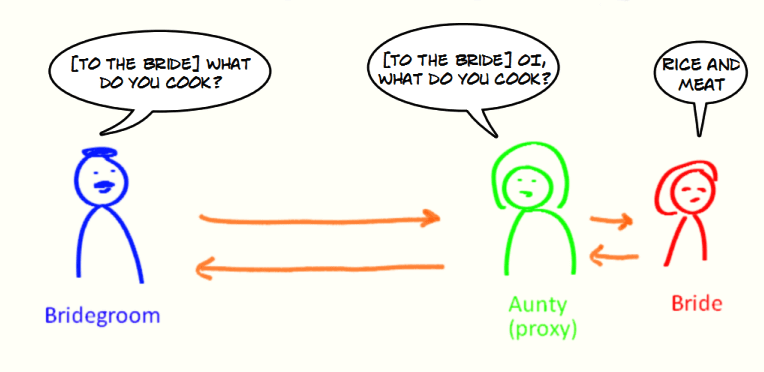 [TO THE BRIDE] WHAT
DO YOU COOK?
[TO THE BRIDE] OI,
WHAT DO YOU COOK?
RICE AND
MEAT
Bridegroom
Aunty
(proxy)
Bride